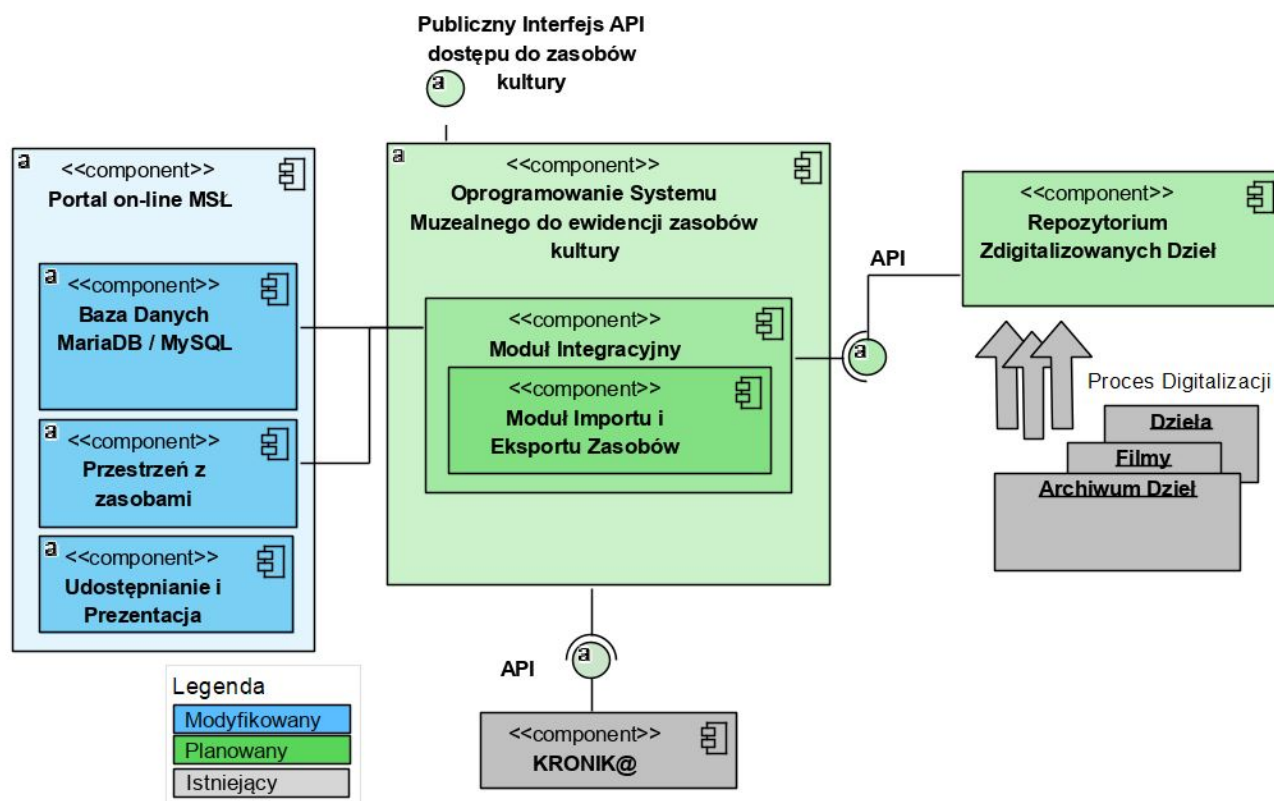 Publiczny Interfejs API
dostępu do zasobów
kultury
a
a
<<component>>
Portal on-line MSŁ
a
<<component>>
Baza Danych
MariaDB / MySQL
a
<<component>>
Przestrzeń z
zasobami
a
<<component>>
Udostępnianie i
Prezentacja
a
<<component>>
Oprogramowanie Systemu
Muzealnego do ewidencji zasobów
kultury
<<component>>
Moduł Integracyjny
<<component>>
Moduł Importu i
Eksportu Zasobów
API
a
<<component>>
Repozytorium
Zdigitalizowanych Dzieł
Proces Digitalizacji
Dzieła
Filmy
Archiwum Dzieł
a
API
<<component>>
KRONIK@
Legenda
Modyfikowany
Planowany
Istniejący